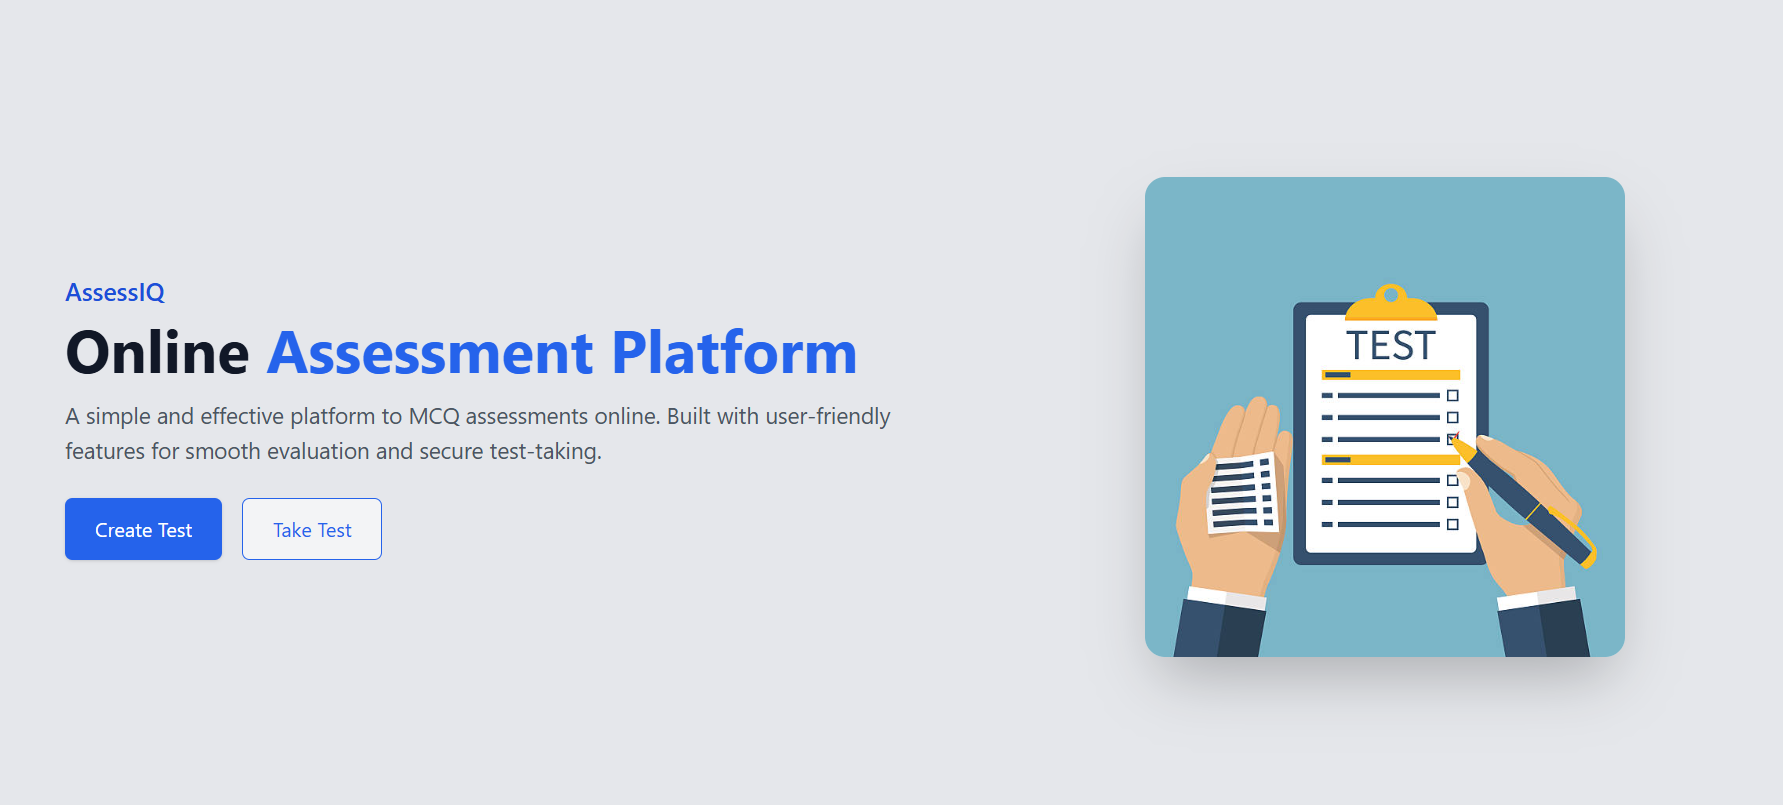 AssessIQ
Online Assessment Platform
A simple and effective platform to MCQ assessments online. Built with user-friendly
features for smooth evaluation and secure test-taking.
Create Test
Take Test
TEST